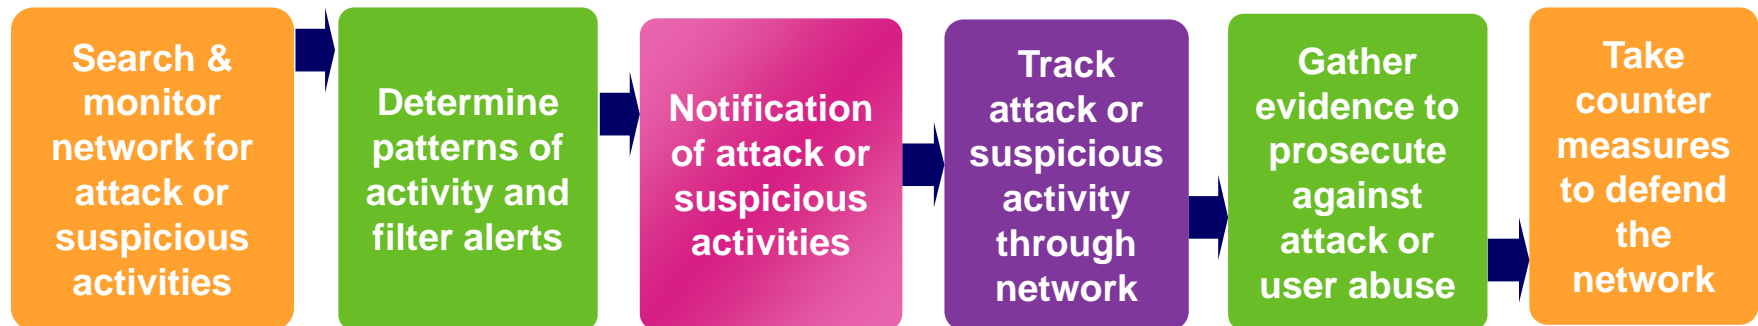 Search &
monitor
network for
attack or
suspicious
activities
Determine
patterns of
activity and
filter alerts
Notification
of attack or
suspicious
activities
Track
attack or
suspicious
activity
through
network
Gather
evidence to
prosecute
against
attack or
user abuse
Take
counter
measures
to defend
the
network